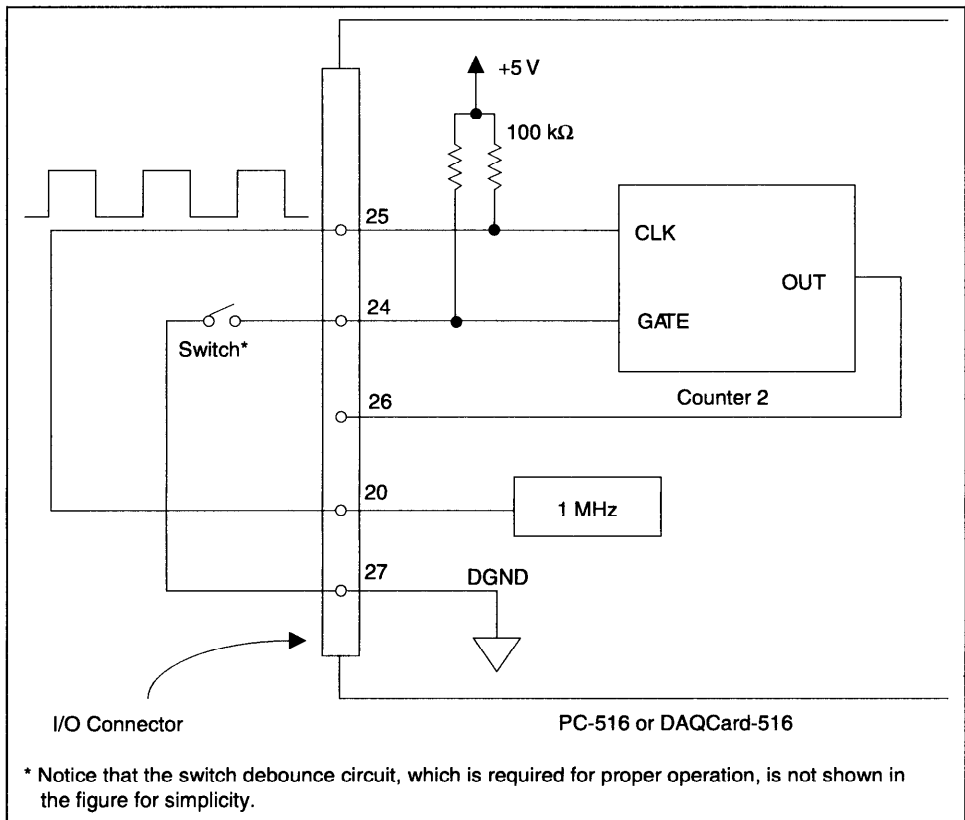 +5 V
100 kΩ
25
CLK
OUT
24
GATE
Switch*
Counter 2
26
20
1 MHz
27
DGND
I/O Connector
PC-516 or DAQCard-516
* Notice that the switch debounce circuit, which is required for proper operation, is not shown in
the figure for simplicity.